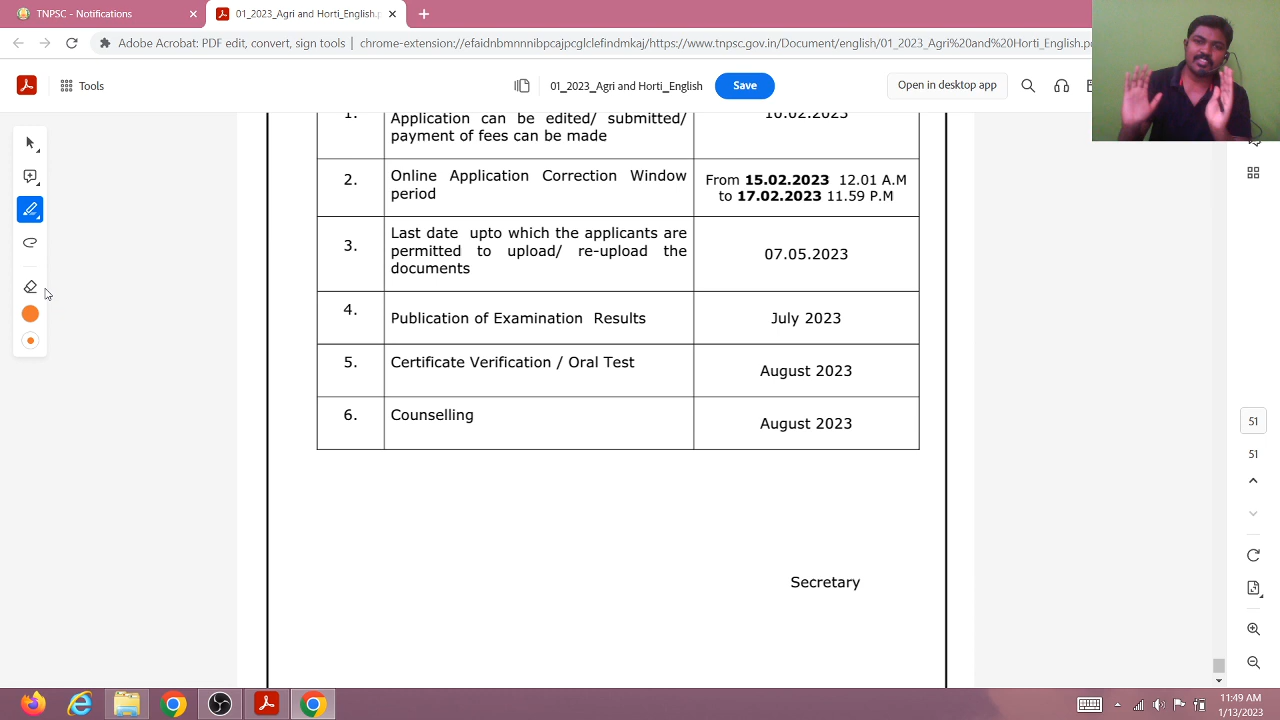 TNPSC - Notifications
01_2023_Agri and Horti_English.p
Adobe Acrobat: PDF edit, convert, sign tools | chrome-extension://efaidnbmnnnibpcajpcglclefindmkaj/https://www.tnpsc.gov.in/Document/english/01_2023_Agri%20and%20Horti_English.p
Tools
01_2023_Agri and Horti_English
Save
Open in desktop app
1.
Application can be edited/ submitted/
payment of fees can be made
10.02.2023
2.
Online Application Correction Window
period
From 15.02.2023 12.01 A.M
to 17.02.2023 11.59 P.M
3.
Last date upto which the applicants are
permitted to upload/ re-upload the
documents
07.05.2023
4.
Publication of Examination Results
July 2023
5.
Certificate Verification / Oral Test
August 2023
6.
Counselling
August 2023
Secretary
51
51
11:49 AM
1/13/2023